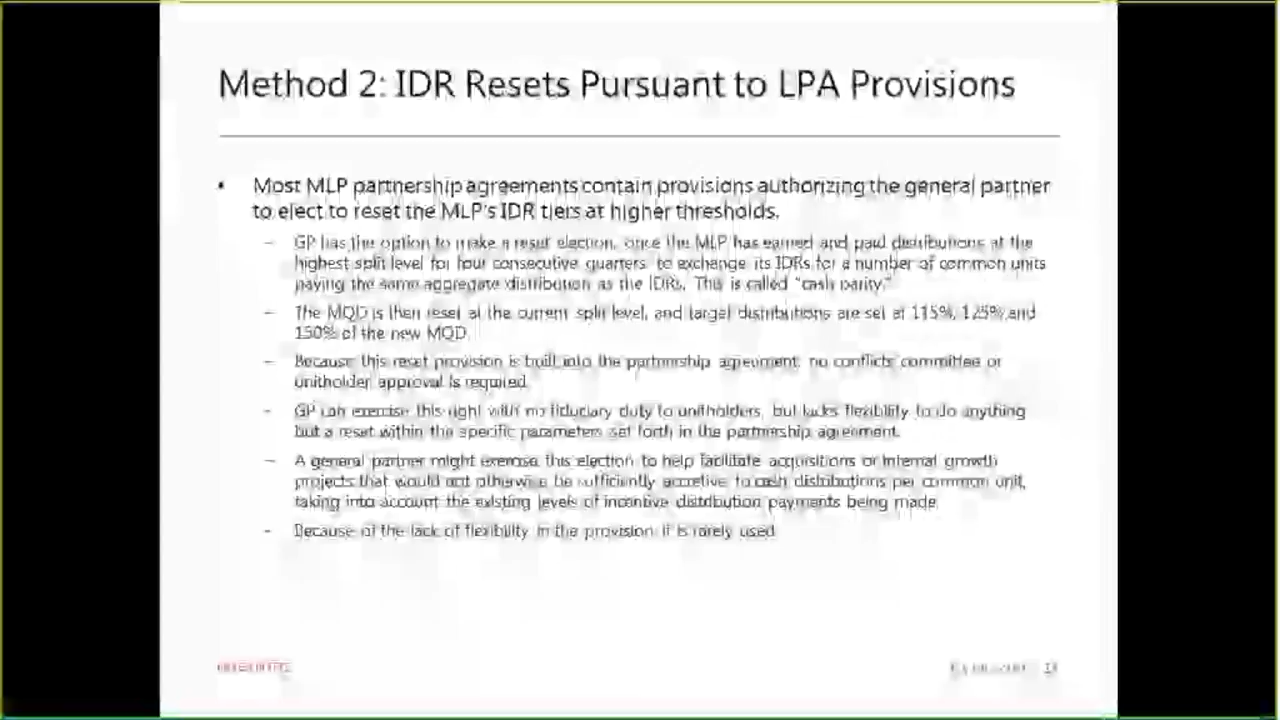 Method 2: IDR Resets Pursuant to LPA Provisions
• Most MLP partnership agreements contain provisions authorizing the general partner
to elect to reset the MLP's IDR tiers at higher thresholds.
– GP has the option to make a reset election, once the MLP has earned and paid distributions at the
highest split level for four consecutive quarters, to exchange its IDRs for a number of common units
paying the same aggregate distribution as the IDRs. This is called "cash parity."
– The MQD is then reset at the current split level, and target distributions are set at 115%, 125% and
150% of the new MQD.
– Because this reset provision is built into the partnership agreement, no conflicts committee or
unitholder approval is required.
– GP can exercise this right with no fiduciary duty to unitholders, but lacks flexibility to do anything
but a reset within the specific parameters set forth in the partnership agreement.
– A general partner might exercise this election to help facilitate acquisitions or internal growth
projects that would not otherwise be sufficiently accretive to cash distributions per common unit,
taking into account the existing levels of incentive distribution payments being made.
– Because of the lack of flexibility in the provision, it is rarely used.